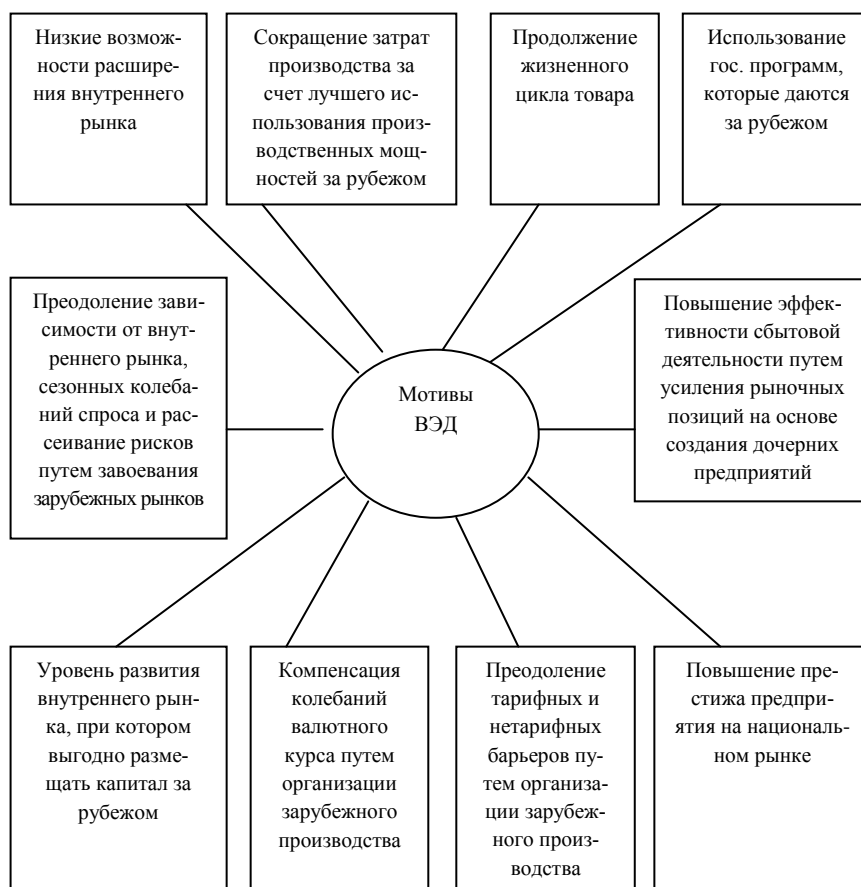 Низкие возмож-
ности расшире-
ния внутреннего
рынка
Сокращение затрат
производства за
счет лучшего ис-
пользования произ-
водственных мощ-
ностей за рубежом
Продолжение
жизненного
цикла товара
Использование
гос. программ,
которые даются
за рубежом
Преодоление зави-
симости от внут-
реннего рынка,
сезонных колеба-
ний спроса и рас-
сеивание рисков
путем завоевания
зарубежных рынков
Мотивы
ВЭД
Повышение эффек-
тивности сбытовой
деятельности путем
усиления рыночных
позиций на основе
создания дочерних
предприятий
Уровень развития
внутреннего рын-
ка, при котором
выгодно разме-
щать капитал за
рубежом
Компенсация
колебаний
валютного
курса путем
организации
зарубежного
производства
Преодоление
тарифных и
нетарифных
барьеров пу-
тем организа-
ции зарубеж-
ного произ-
водства
Повышение пре-
стижа предпри-
ятия на националь-
ном рынке